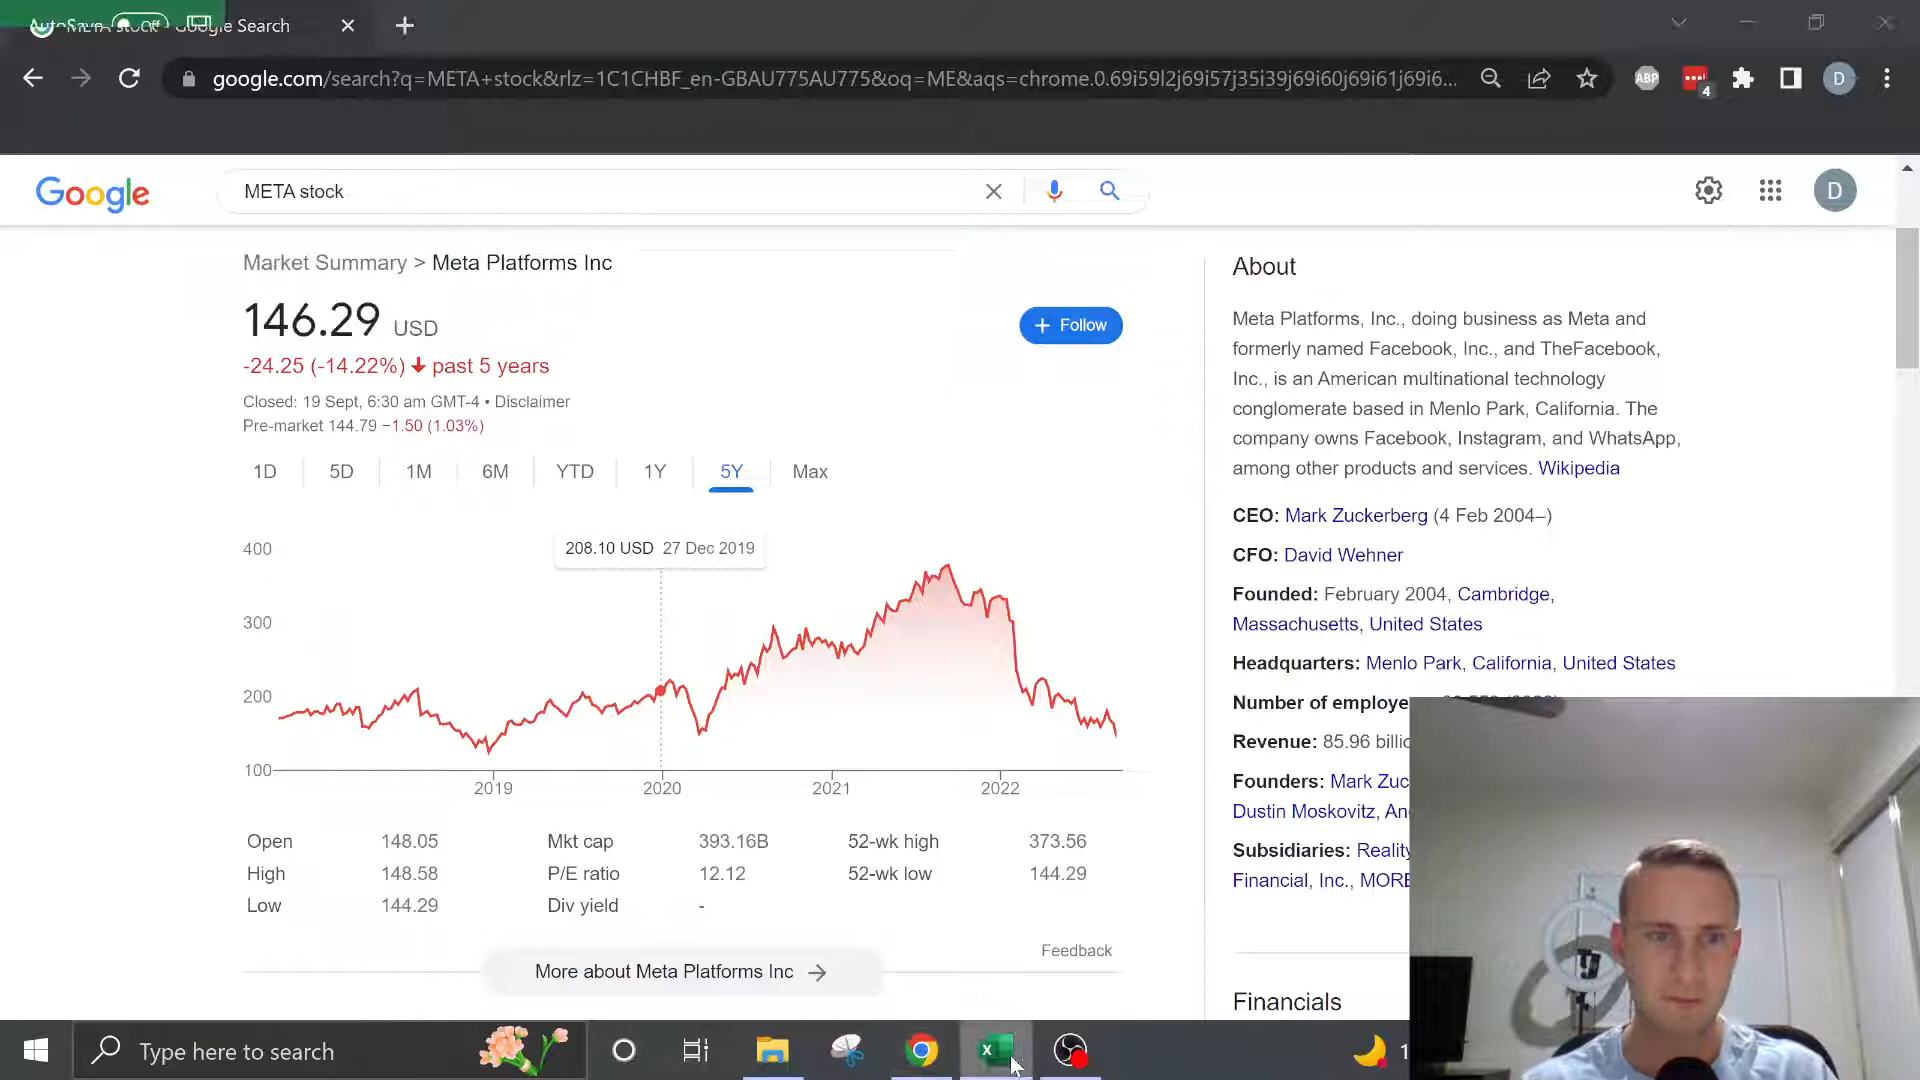 AutoSave Off
META stock - Google Search
google.com/search?q=META+stock&rlz=1C1CHBF_en-GBAU775AU775&oq=ME&aqs=chrome.0.69i59l2j69i57j35i39j69i60j69i61j69i6...
ABP
4
D
Google
META stock
D
Market Summary > Meta Platforms Inc
146.29 USD
+ Follow
-24.25 (-14.22%) past 5 years
Closed: 19 Sept, 6:30 am GMT-4 • Disclaimer
Pre-market 144.79 −1.50 (1.03%)
1D 5D 1M 6M YTD 1Y 5Y Max
208.10 USD 27 Dec 2019
400
300
200
100
2019 2020 2021 2022
Open 148.05 Mkt cap 393.16B 52-wk high 373.56
High 148.58 P/E ratio 12.12 52-wk low 144.29
Low 144.29 Div yield -
Feedback
More about Meta Platforms Inc
About
Meta Platforms, Inc., doing business as Meta and
formerly named Facebook, Inc., and TheFacebook,
Inc., is an American multinational technology
conglomerate based in Menlo Park, California. The
company owns Facebook, Instagram, and WhatsApp,
among other products and services. Wikipedia
CEO: Mark Zuckerberg (4 Feb 2004–)
CFO: David Wehner
Founded: February 2004, Cambridge,
Massachusetts, United States
Headquarters: Menlo Park, California, United States
Number of employe
Revenue: 85.96 billio
Founders: Mark Zuc
Dustin Moskovitz, An
Subsidiaries: Reality
Financial, Inc., MORE
Financials
Type here to search
X
1